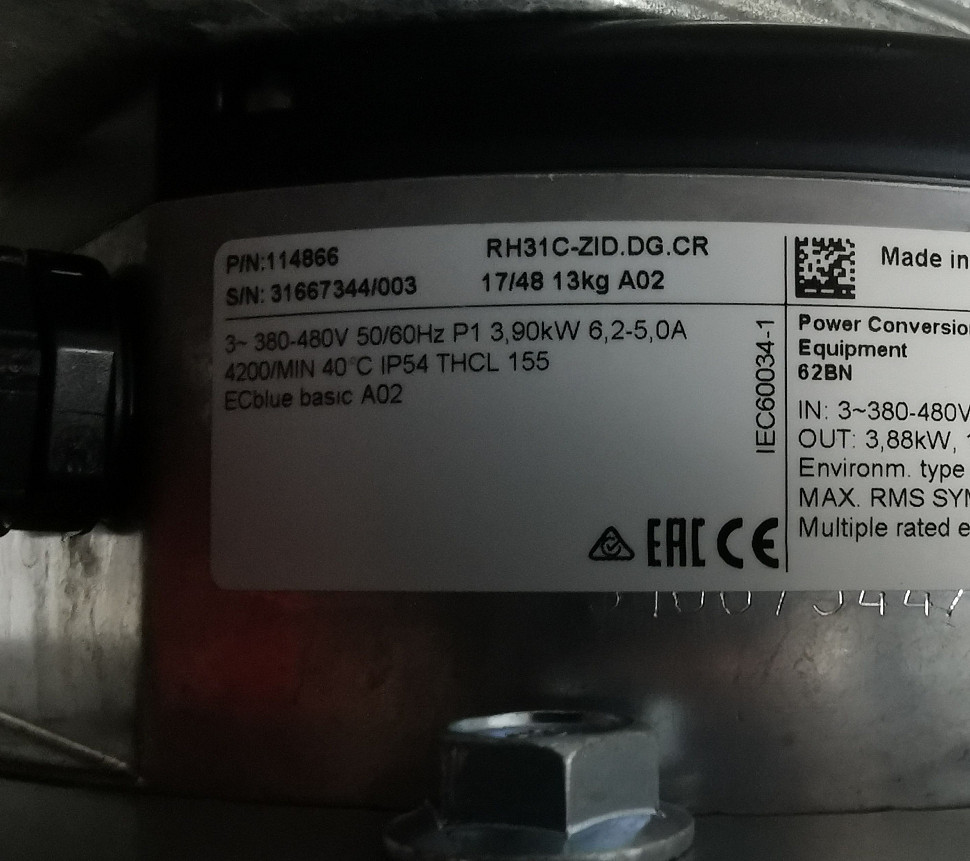 P/N:114866
RH31C-ZID.DG.CR
S/N: 31667344/003
17/48 13kg A02
3~ 380-480V 50/60Hz P1 3,90kW 6,2-5,0A
4200/MIN 40°C IP54 THCL 155
ECblue basic A02
IEC60034-1
EAC CE
Made in
Power Conversio
Equipment
62BN
IN: 3~380-480V
OUT: 3,88kW,
Environm. type
MAX. RMS SYM
Multiple rated e